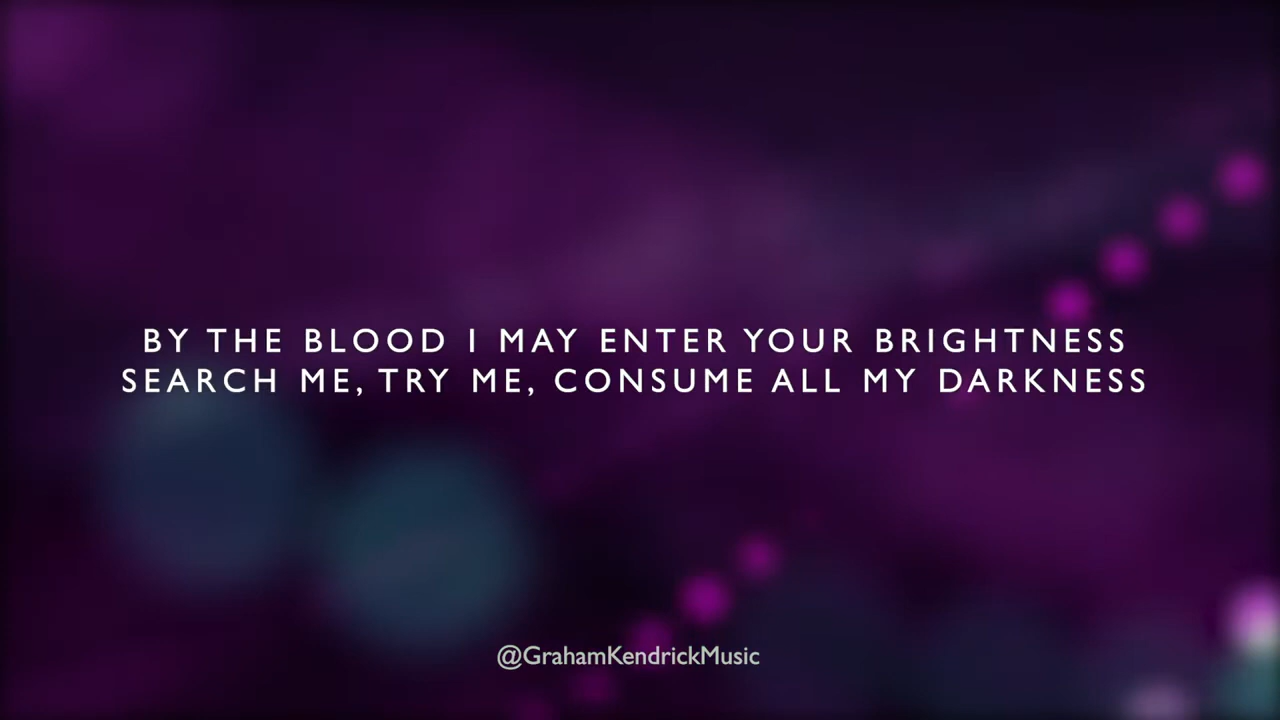 BY THE BLOOD I MAY ENTER YOUR BRIGHTNESS
SEARCH ME, TRY ME, CONSUME ALL MY DARKNESS
@GrahamKendrickMusic